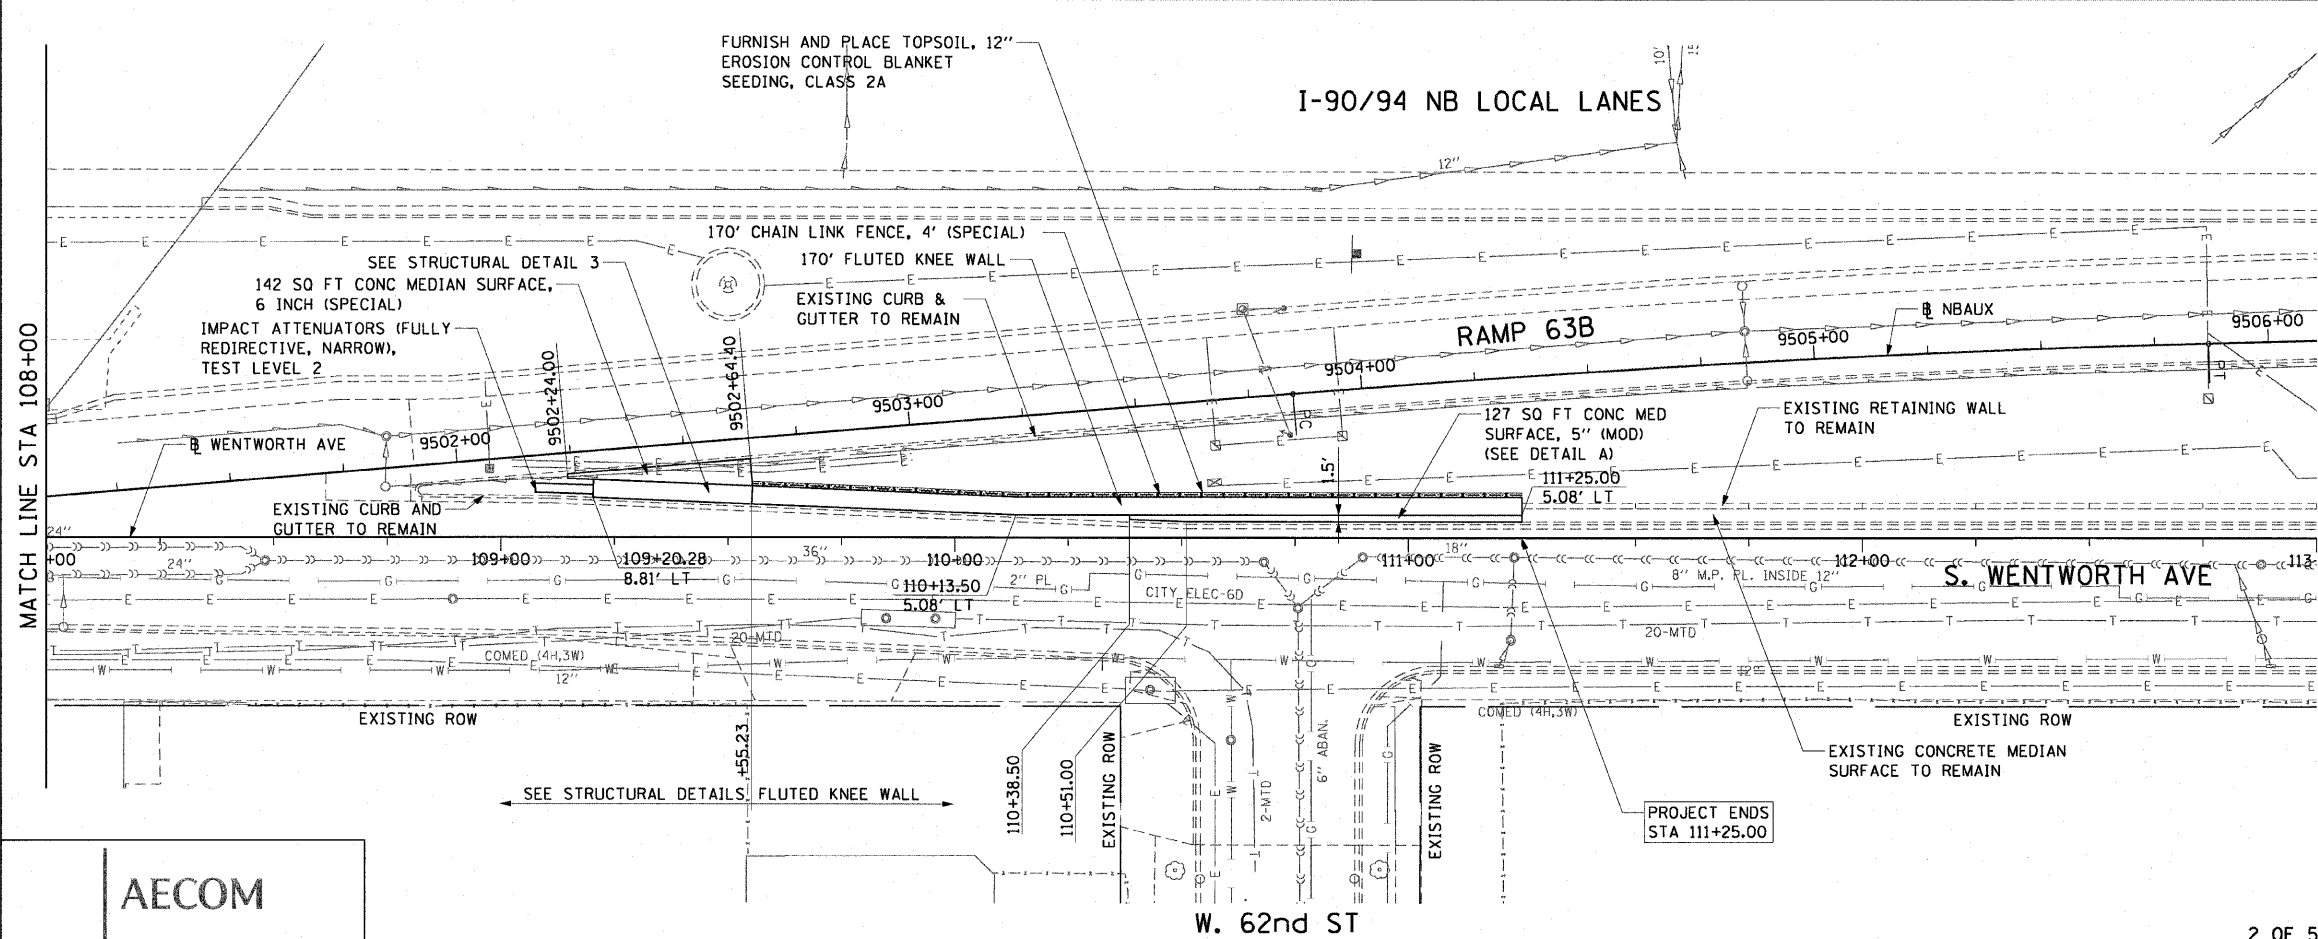 FURNISH AND PLACE TOPSOIL, 12"
EROSION CONTROL BLANKET
SEEDING, CLASS 2A
I-90/94 NB LOCAL LANES
10'
12"
170' CHAIN LINK FENCE, 4' (SPECIAL)
170' FLUTED KNEE WALL
EXISTING CURB &
GUTTER TO REMAIN
SEE STRUCTURAL DETAIL 3
142 SQ FT CONC MEDIAN SURFACE,
6 INCH (SPECIAL)
IMPACT ATTENUATORS (FULLY
REDIRECTIVE, NARROW),
TEST LEVEL 2
MATCH LINE STA 108+00
RAMP 63B
NBAUX
9506+00
9505+00
9504+00
9503+00
9502+00
9502+24.00
9502+64.40
PC
PT
WENTWORTH AVE
127 SQ FT CONC MED
SURFACE, 5" (MOD)
(SEE DETAIL A)
EXISTING RETAINING WALL
TO REMAIN
111+25.00
5.08' LT
1.5'
EXISTING CURB AND
GUTTER TO REMAIN
24"
+00
24"
109+00
109+20.28
8.81' LT
36"
110+00
110+13.50
5.08' LT
2" PL
CITY ELEC-6D
111+00
18"
8" M.P. PL. INSIDE 12"
112+00
S. WENTWORTH AVE
113
20-MTD
20-MTD
COMED (4H,3W)
12"
12"
COMED (4H,3W)
EXISTING ROW
EXISTING ROW
+55.23
SEE STRUCTURAL DETAILS, FLUTED KNEE WALL
110+38.50
110+51.00
EXISTING ROW
2-MTD
6" ABAN.
EXISTING ROW
EXISTING CONCRETE MEDIAN
SURFACE TO REMAIN
PROJECT ENDS
STA 111+25.00
AECOM
W. 62nd ST
2 OF 5